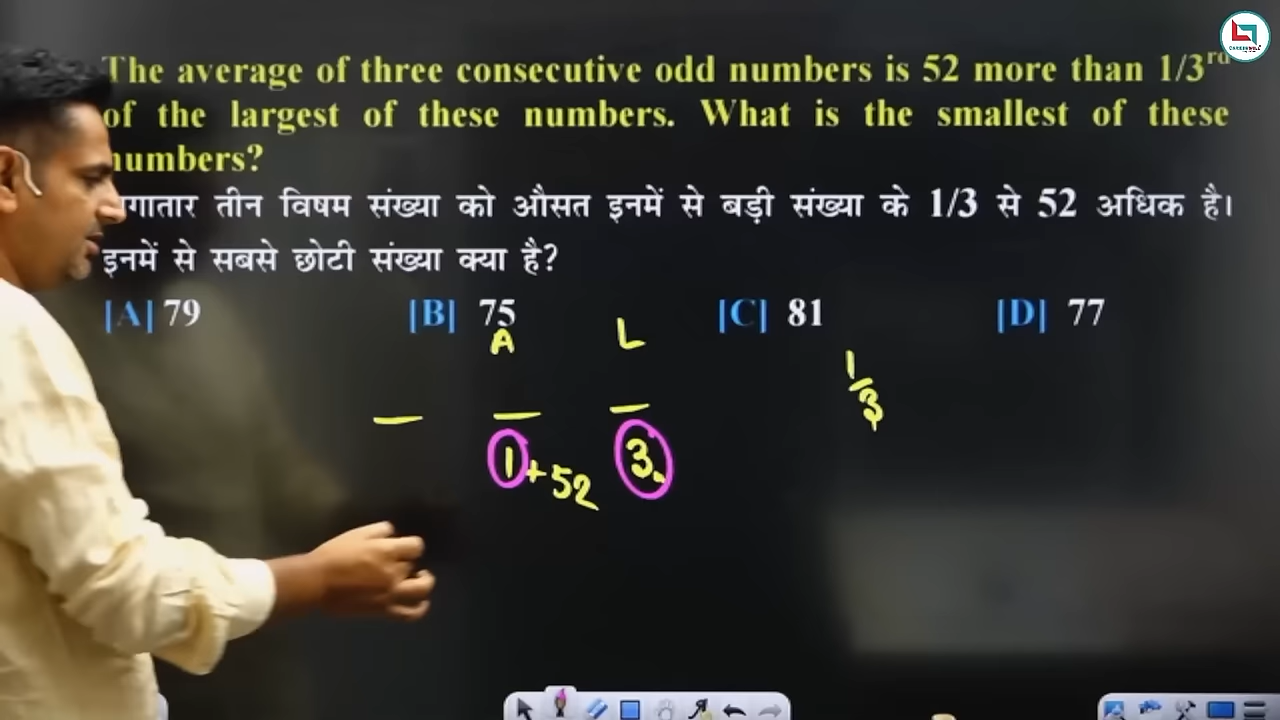 The average of three consecutive odd numbers is 52 more than 1/3rd
of the largest of these numbers. What is the smallest of these
numbers?
लगातार तीन विषम संख्या को औसत इनमें से बड़ी संख्या के 1/3 से 52 अधिक है।
इनमें से सबसे छोटी संख्या क्या है?
[A] 79 [B] 75 [C] 81 [D] 77
A L
1/3
1+52 3